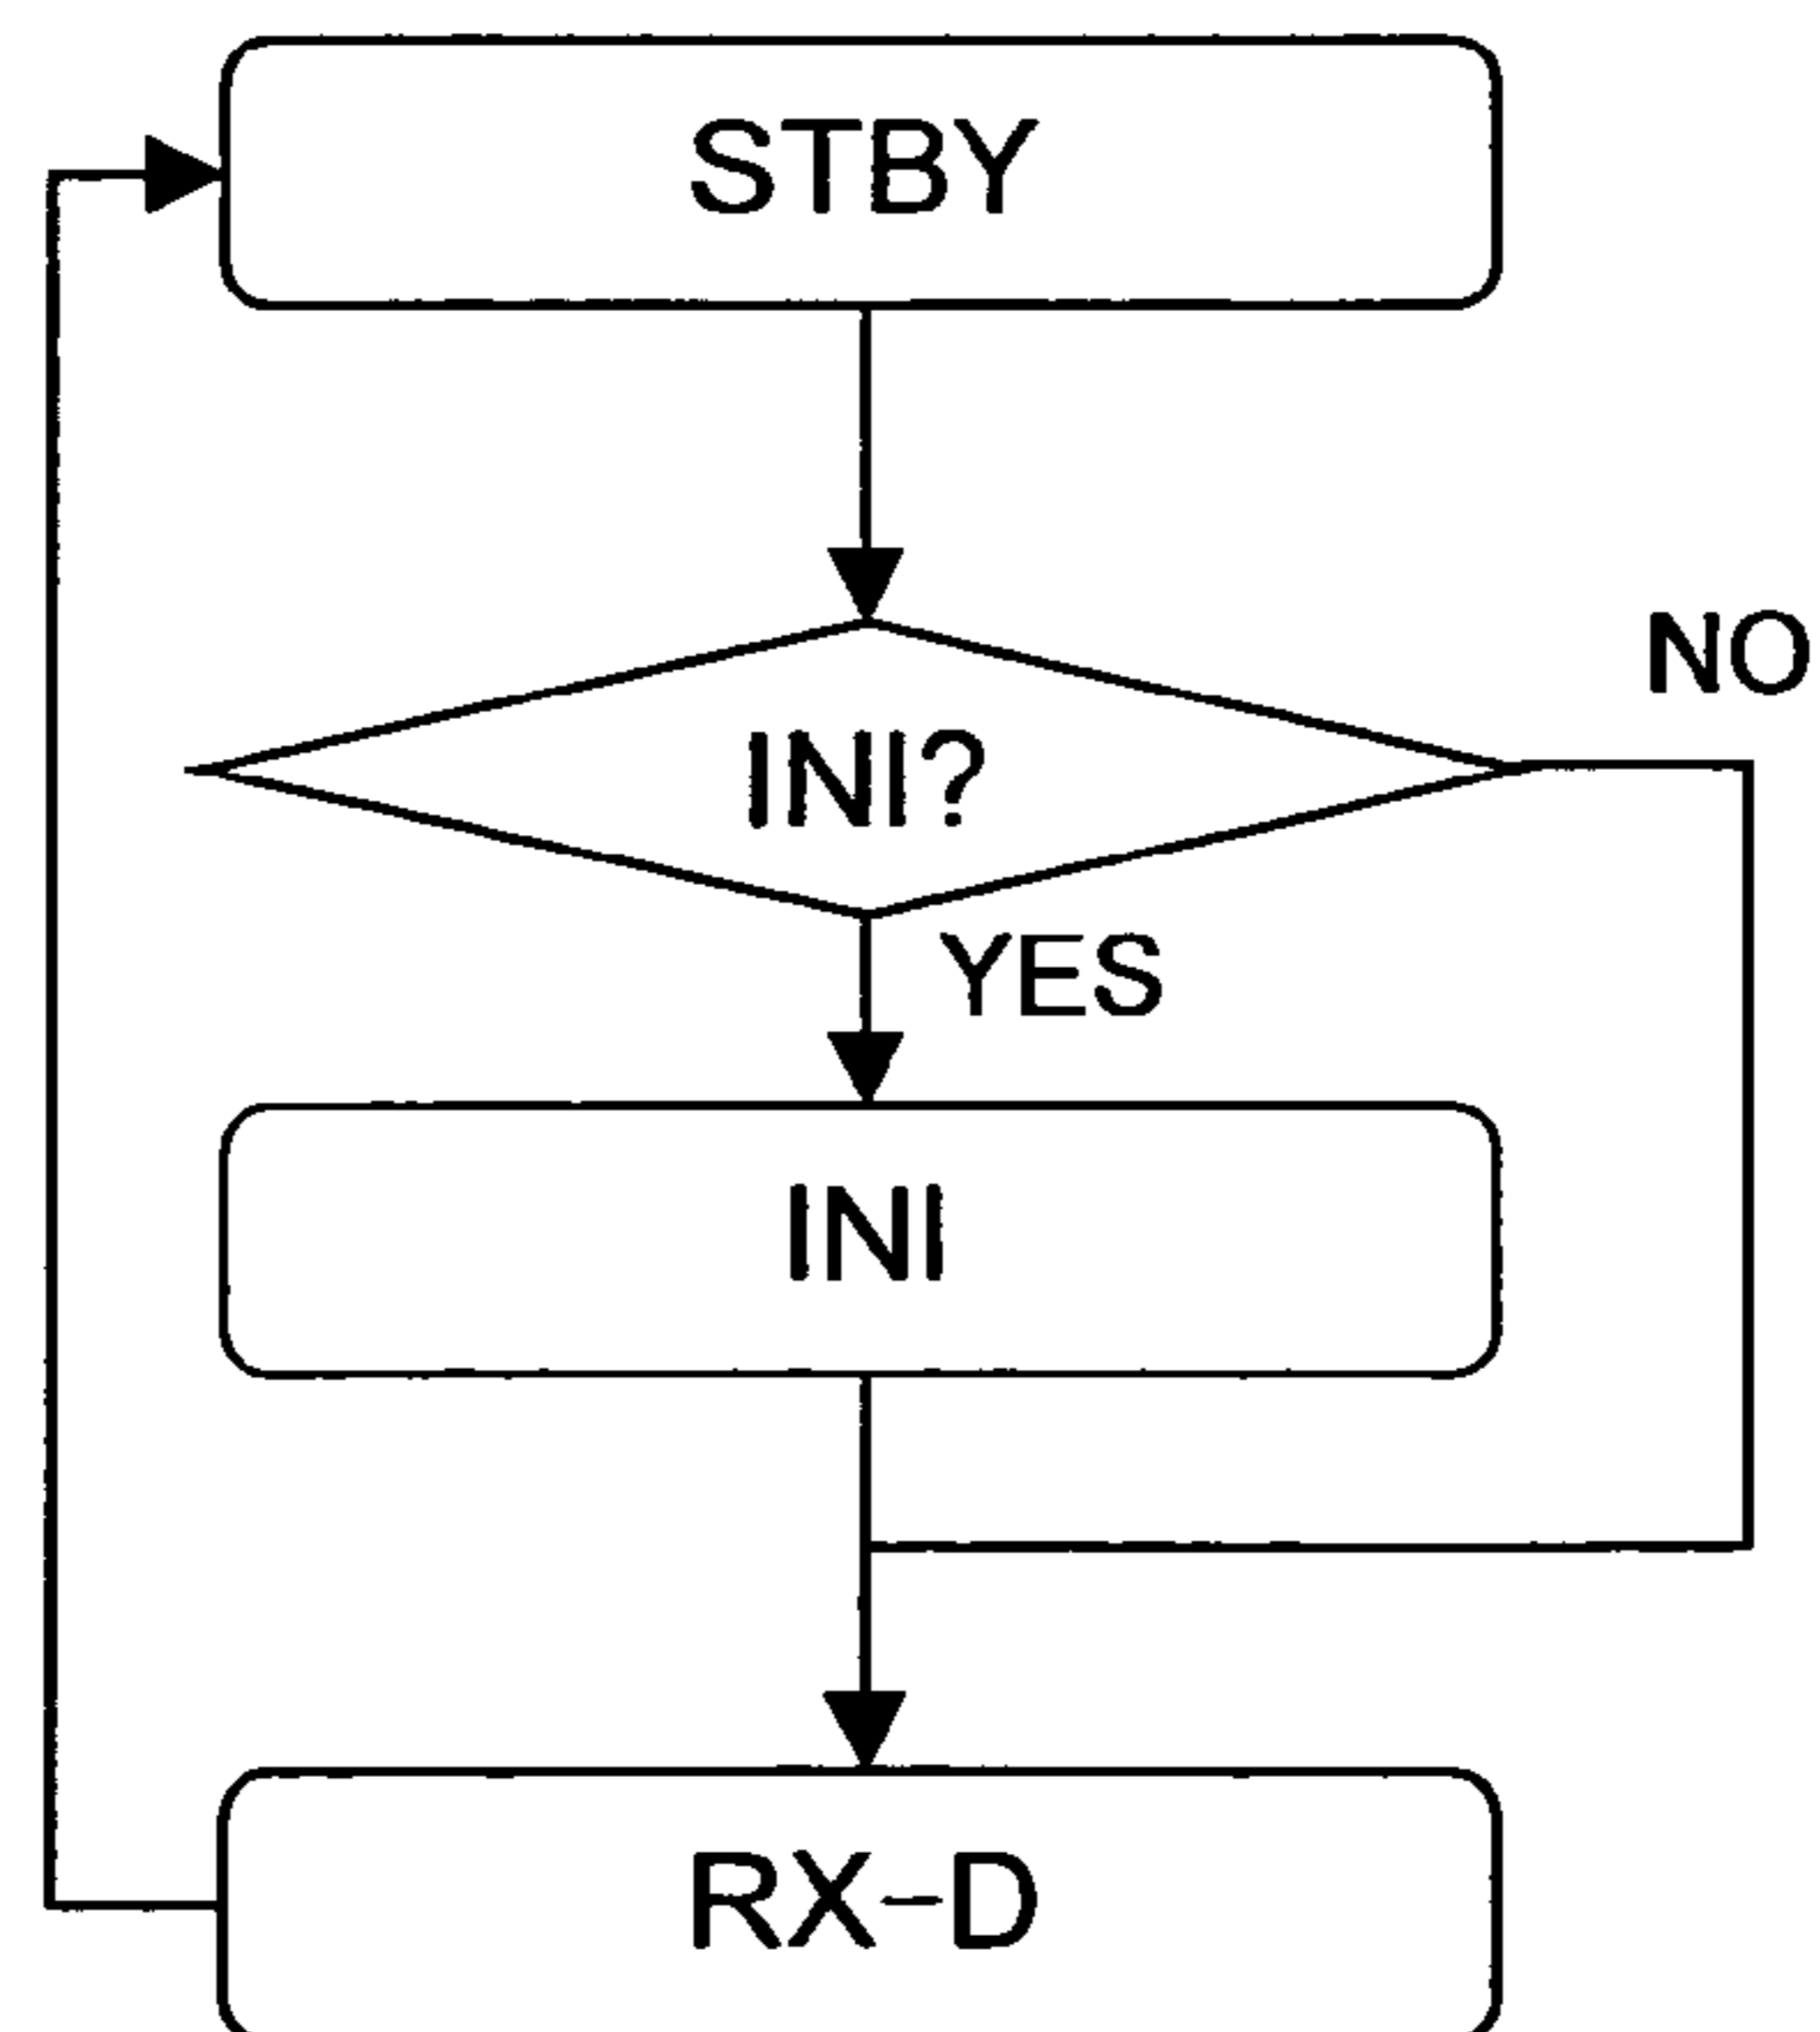 STBY
NO
INI?
YES
INI
RX-D